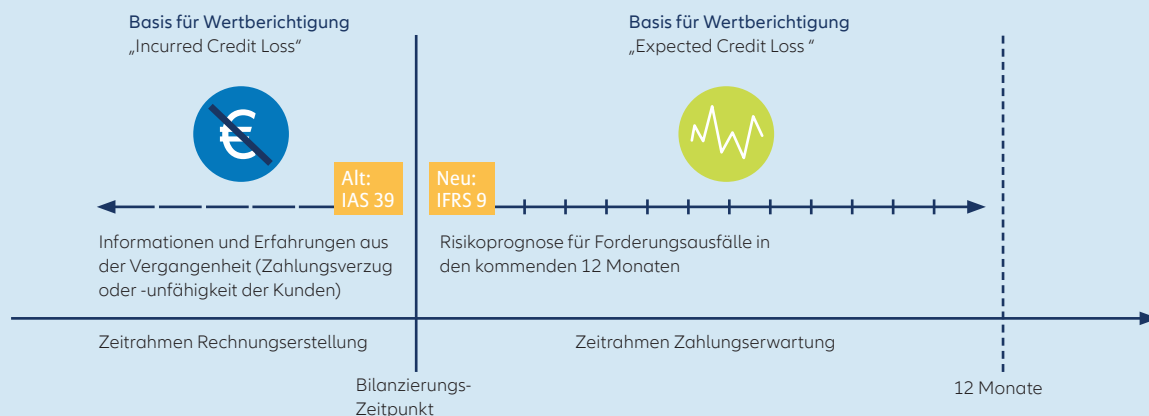 Basis für Wertberichtigung
„Incurred Credit Loss“
Basis für Wertberichtigung
„Expected Credit Loss “
€
Alt:
IAS 39
Neu:
IFRS 9
Informationen und Erfahrungen aus
der Vergangenheit (Zahlungsverzug
oder -unfähigkeit der Kunden)
Risikoprognose für Forderungsausfälle in
den kommenden 12 Monaten
Zeitrahmen Rechnungserstellung
Zeitrahmen Zahlungserwartung
Bilanzierungs-
Zeitpunkt
12 Monate